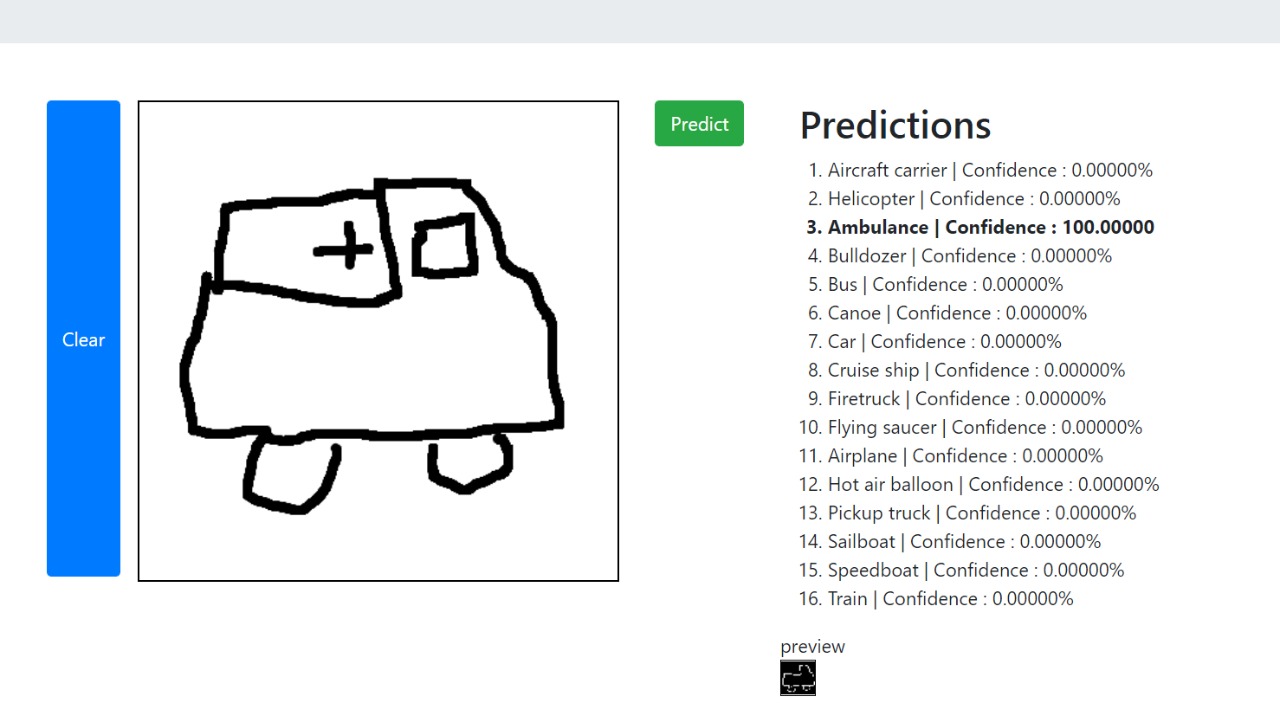 Clear
Predict
Predictions
1. Aircraft carrier | Confidence : 0.00000%
2. Helicopter | Confidence : 0.00000%
3. Ambulance | Confidence : 100.00000
4. Bulldozer | Confidence : 0.00000%
5. Bus | Confidence : 0.00000%
6. Canoe | Confidence : 0.00000%
7. Car | Confidence : 0.00000%
8. Cruise ship | Confidence : 0.00000%
9. Firetruck | Confidence : 0.00000%
10. Flying saucer | Confidence : 0.00000%
11. Airplane | Confidence : 0.00000%
12. Hot air balloon | Confidence : 0.00000%
13. Pickup truck | Confidence : 0.00000%
14. Sailboat | Confidence : 0.00000%
15. Speedboat | Confidence : 0.00000%
16. Train | Confidence : 0.00000%
preview